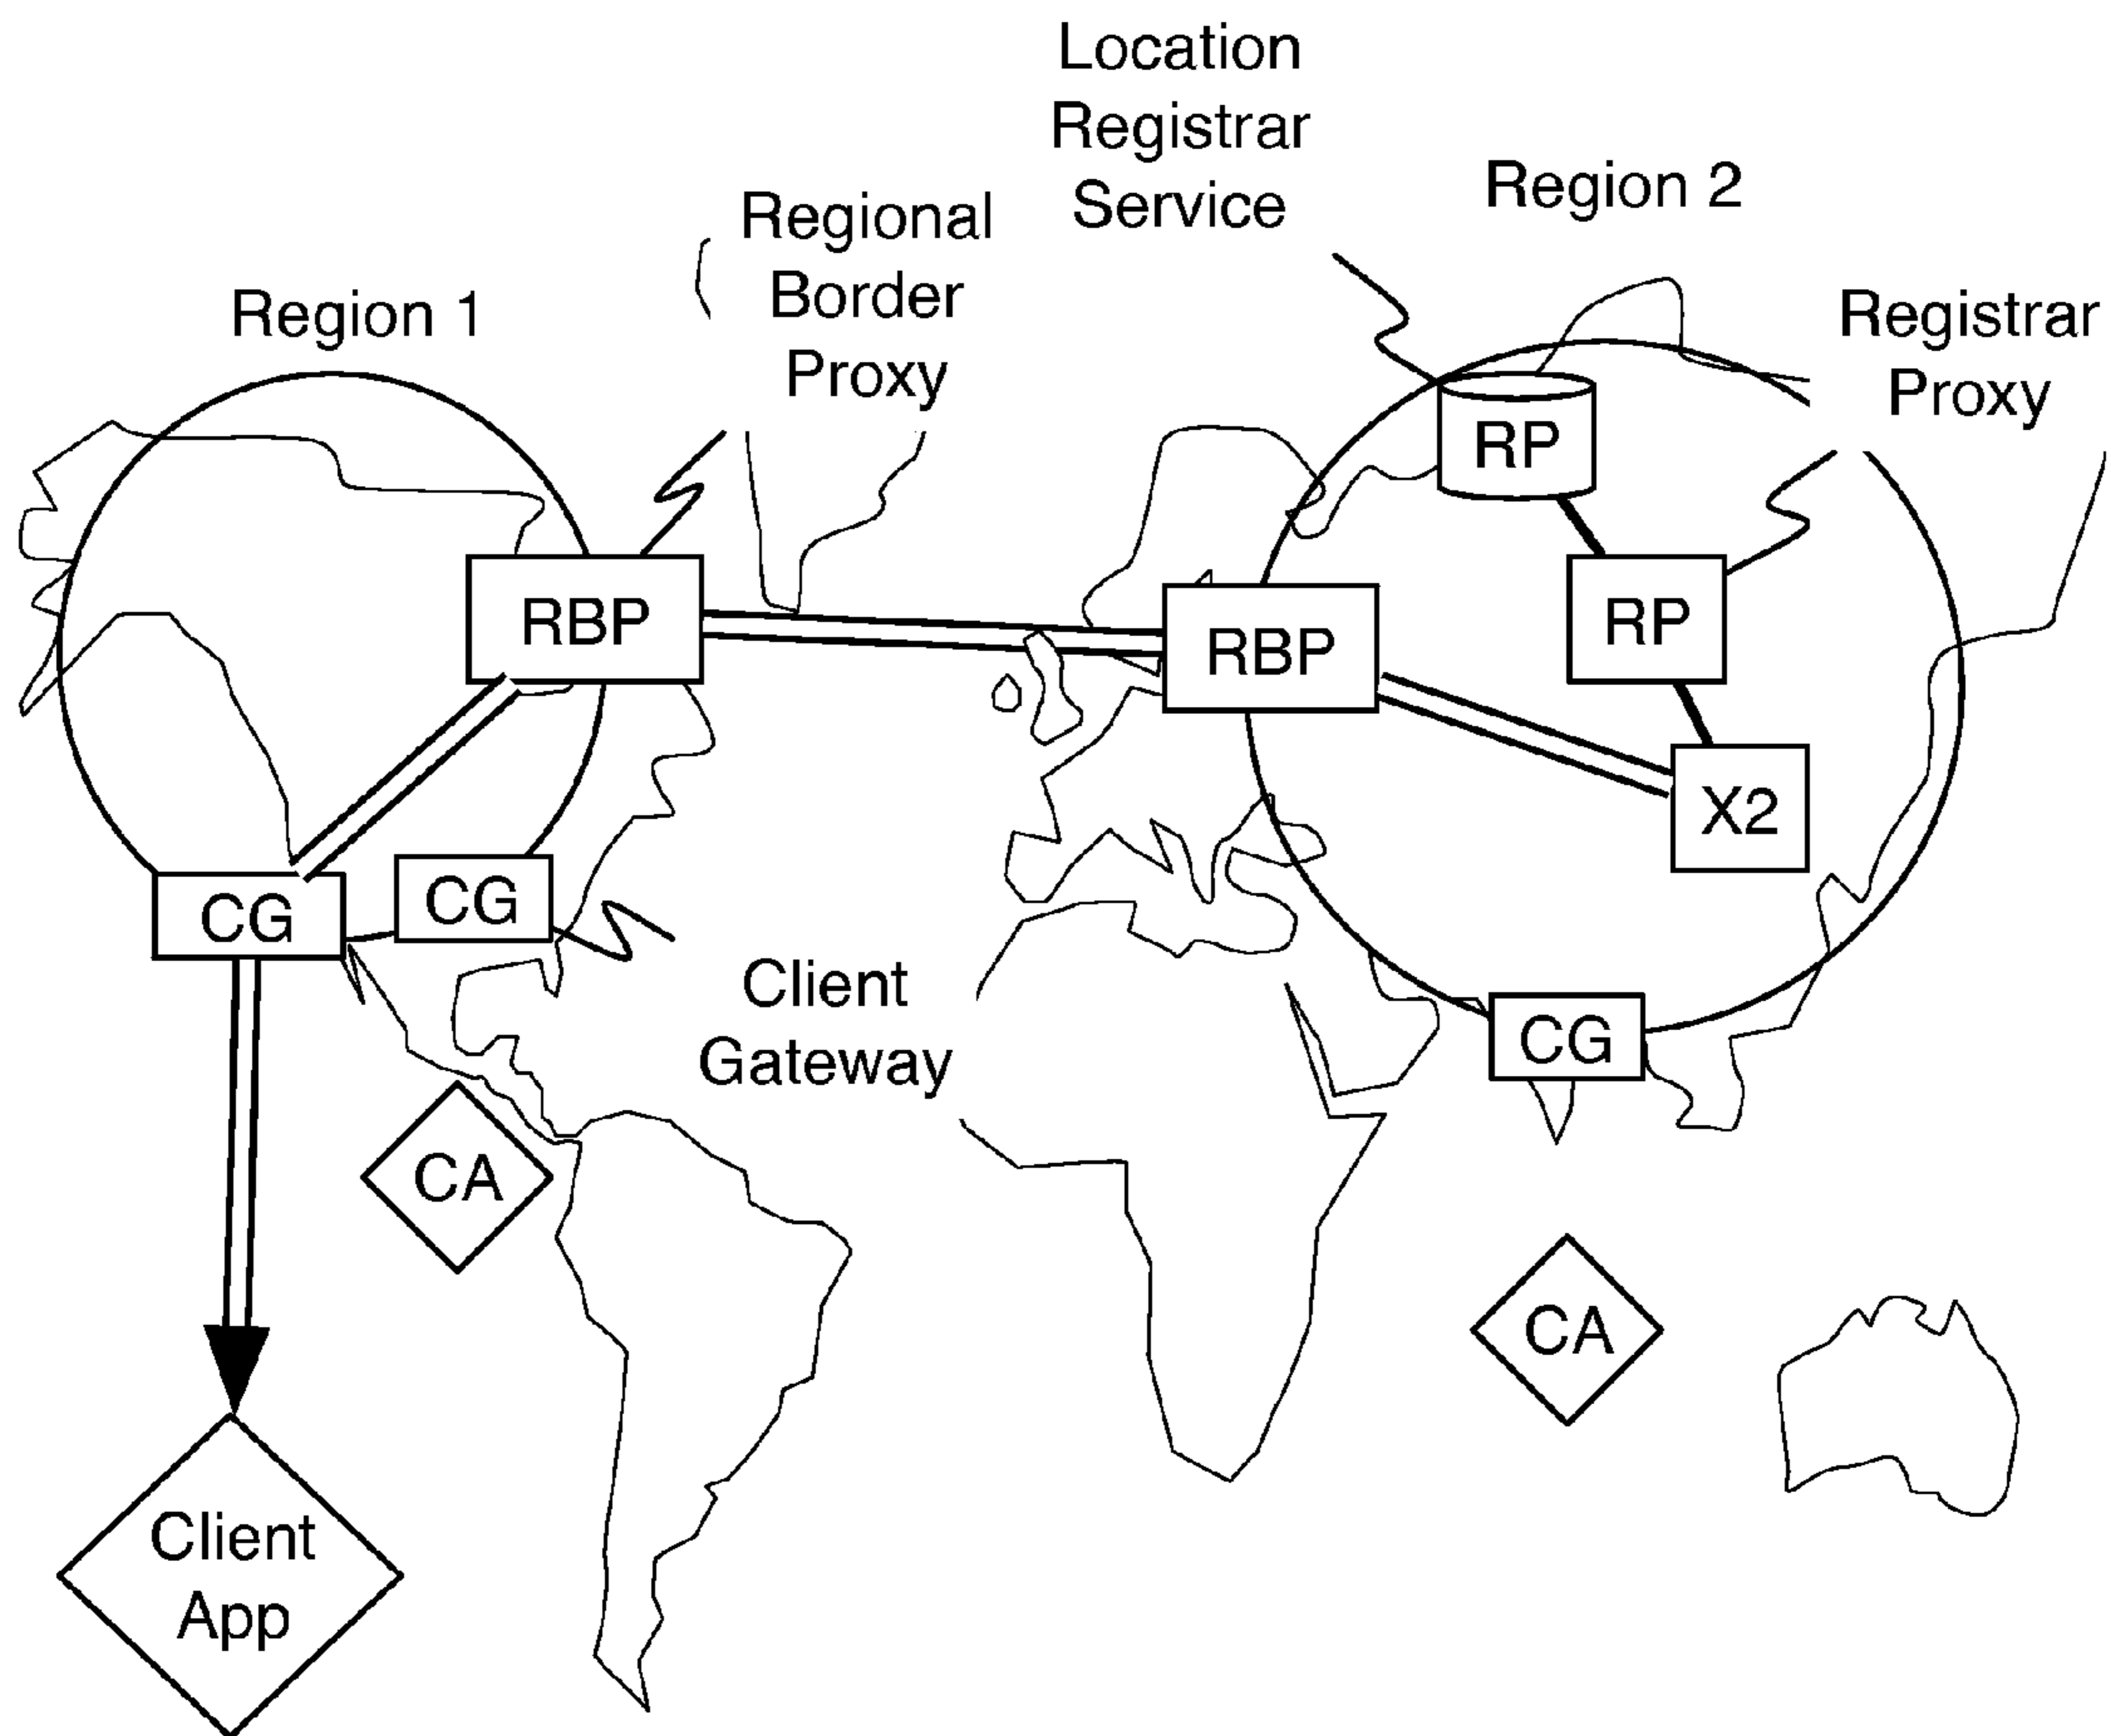 Location
Registrar
Service
Region 2
Regional
Border
Proxy
Region 1
Registrar
Proxy
RP
RBP
RBP
RP
X2
CG
CG
Client
Gateway
CG
CA
CA
Client
App